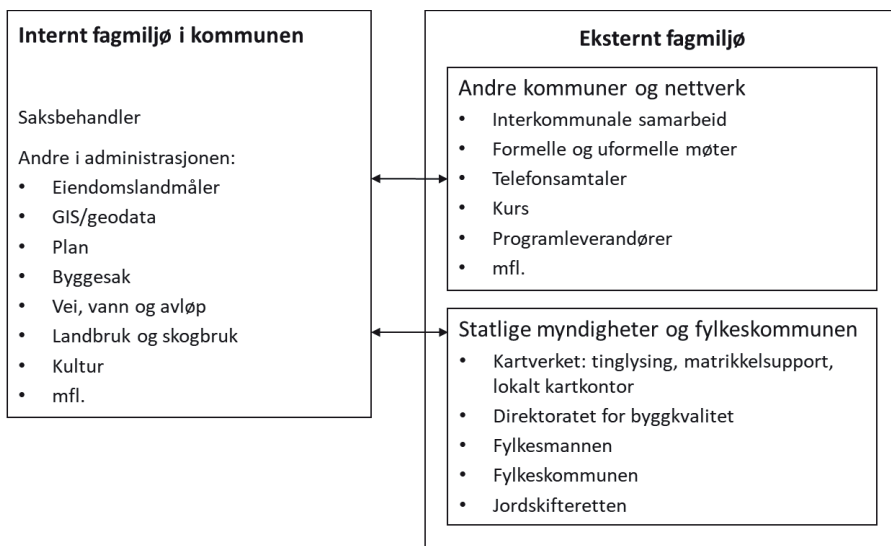 Internt fagmiljø i kommunen
Saksbehandler
Andre i administrasjonen:
• Eiendomslandmåler
• GIS/geodata
• Plan
• Byggesak
• Vei, vann og avløp
• Landbruk og skogbruk
• Kultur
• mfl.
Eksternt fagmiljø
Andre kommuner og nettverk
• Interkommunale samarbeid
• Formelle og uformelle møter
• Telefonsamtaler
• Kurs
• Programleverandører
• mfl.
Statlige myndigheter og fylkeskommunen
• Kartverket: tinglysing, matrikkelsupport,
lokalt kartkontor
• Direktoratet for byggkvalitet
• Fylkesmannen
• Fylkeskommunen
• Jordskifteretten